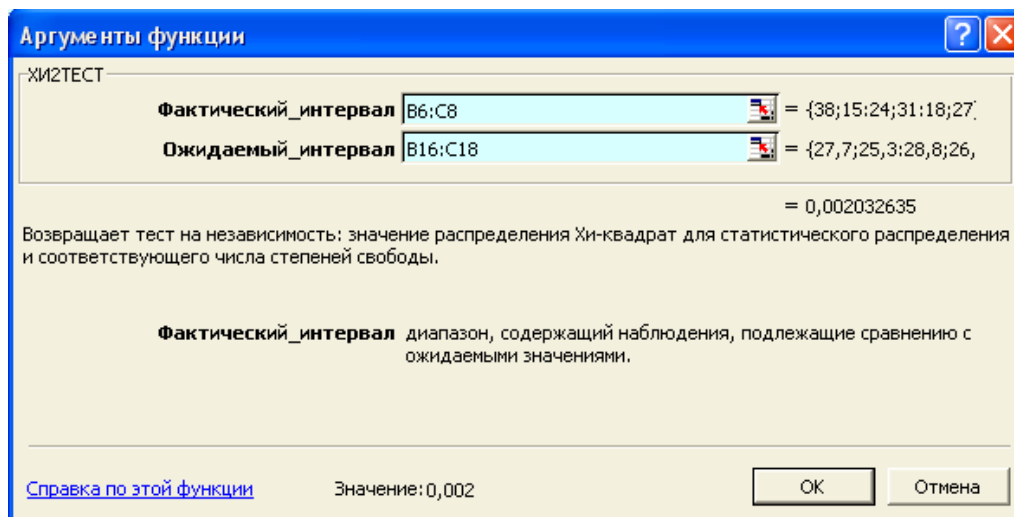 Аргументы функции
ХИ2ТЕСТ
Фактический_интервал B6:C8 = {38;15:24;31:18;27}
Ожидаемый_интервал B16:C18 = {27,7;25,3:28,8;26,
= 0,002032635
Возвращает тест на независимость: значение распределения Хи-квадрат для статистического распределения
и соответствующего числа степеней свободы.
Фактический_интервал диапазон, содержащий наблюдения, подлежащие сравнению с
ожидаемыми значениями.
Справка по этой функции Значение:0,002 ОК Отмена